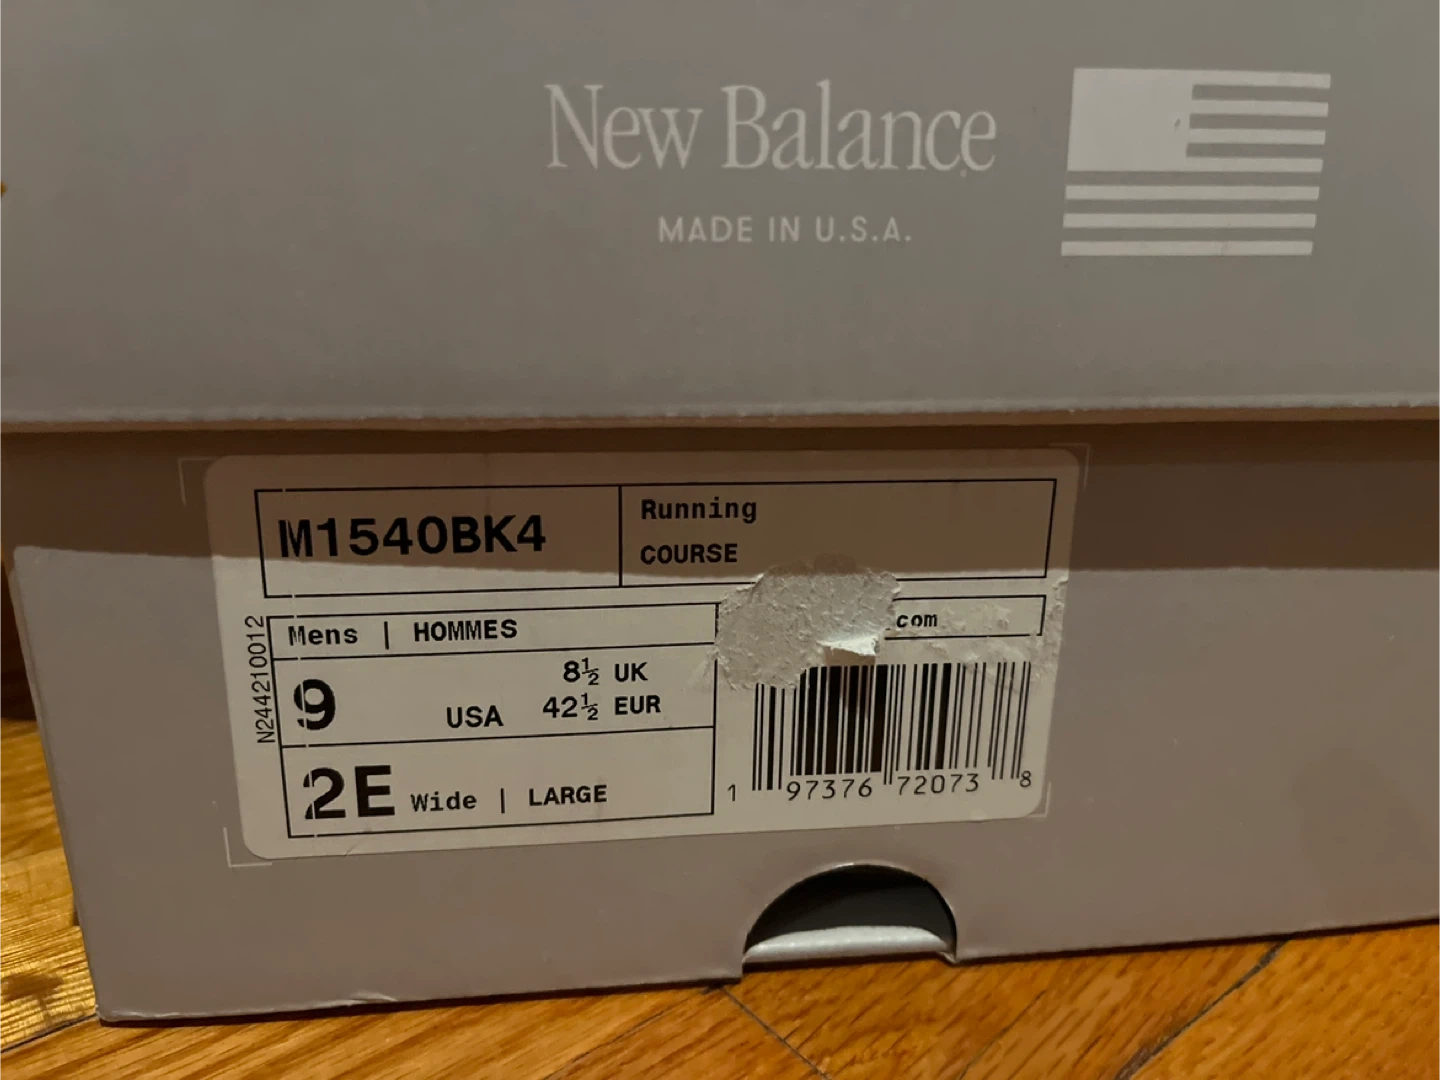 New Balance
MADE IN U.S.A.
M1540BK4
Running
COURSE
Mens | HOMMES
.com
N244210012
9 USA
8½ UK
42½ EUR
2E Wide | LARGE
1 97376 72073 8